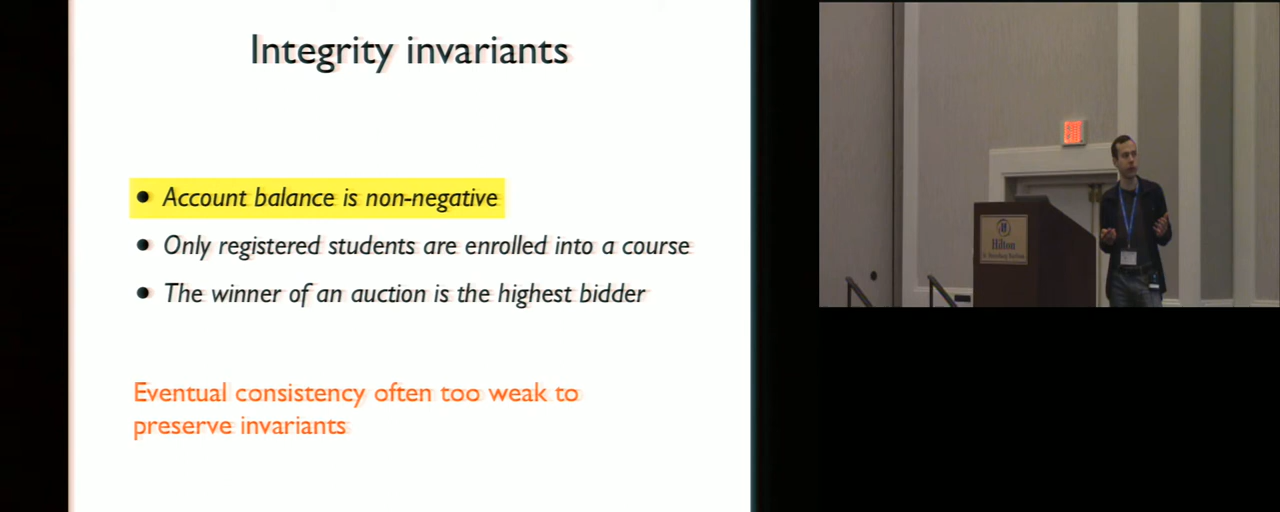 Integrity invariants
Account balance is non-negative
Only registered students are enrolled into a course
The winner of an auction is the highest bidder
Eventual consistency often too weak to
preserve invariants
Hilton